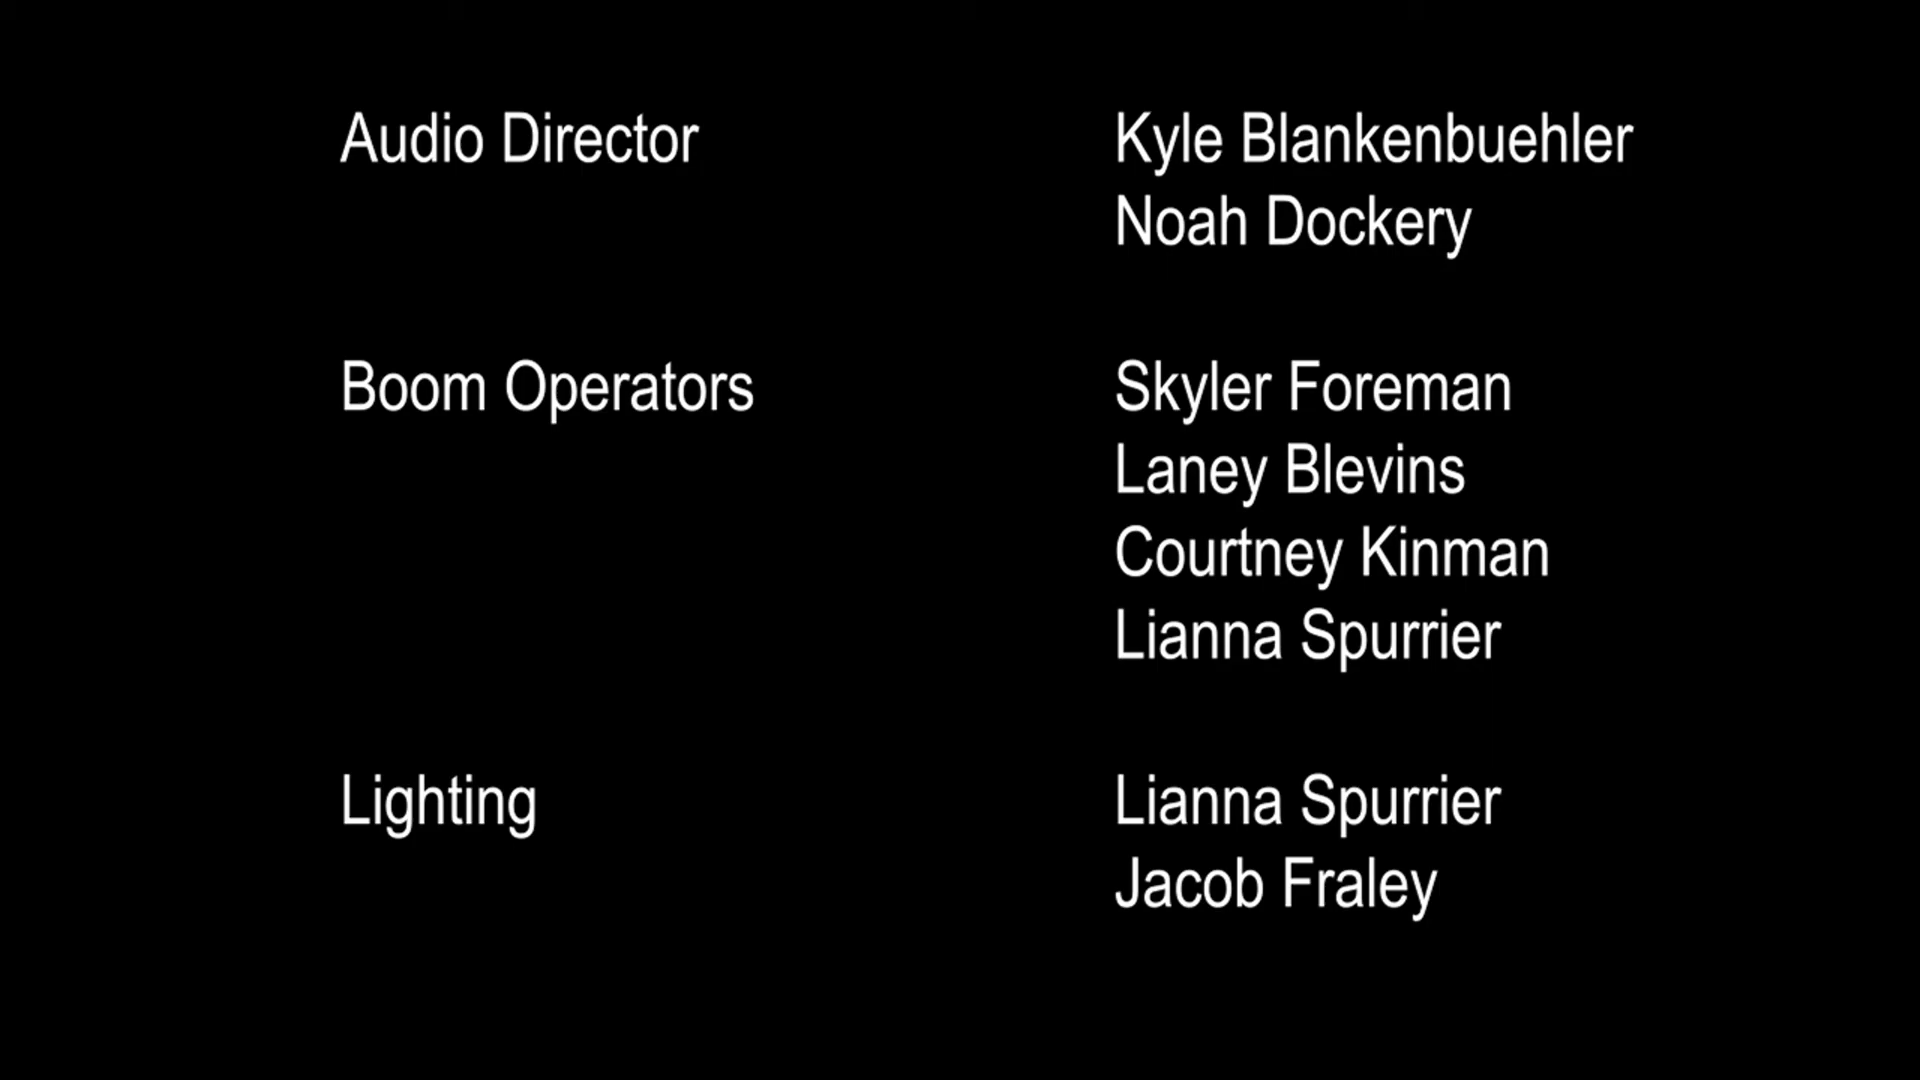 Audio Director Kyle Blankenbuehler
Noah Dockery
Boom Operators Skyler Foreman
Laney Blevins
Courtney Kinman
Lianna Spurrier
Lighting Lianna Spurrier
Jacob Fraley